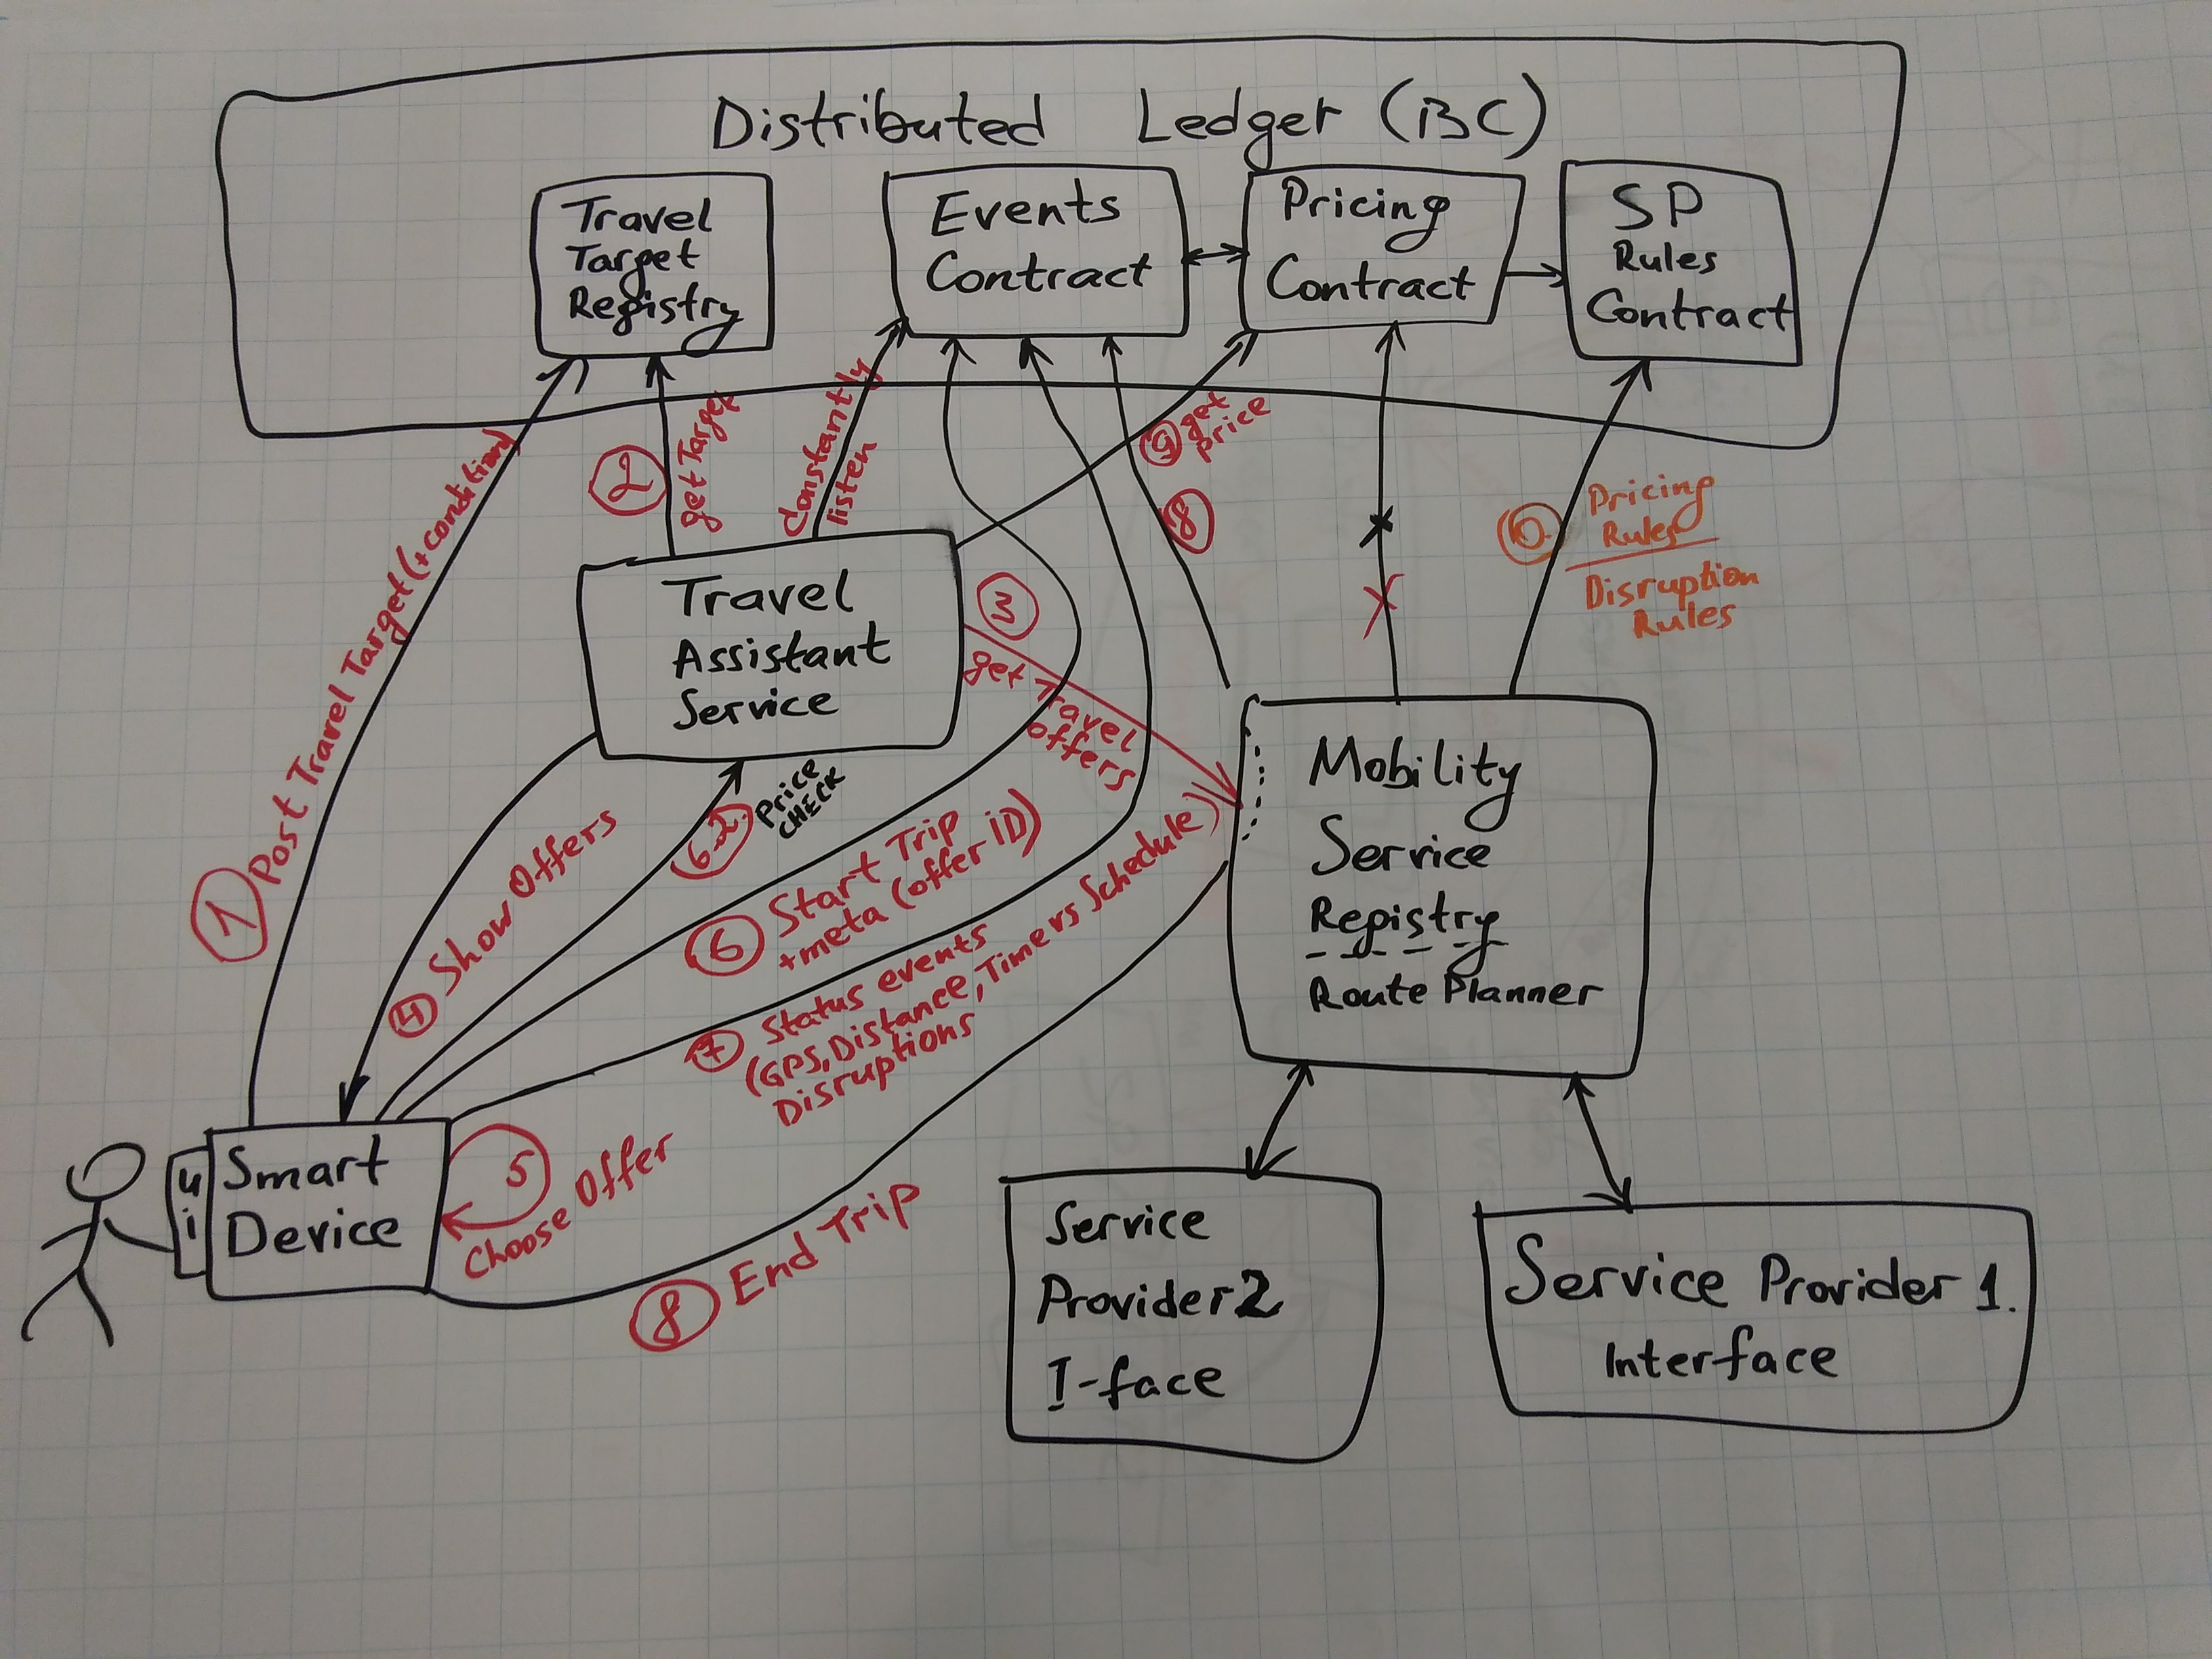 Distributed Ledger (BC)
Travel
Target
Registry
Events
Contract
Pricing
Contract
SP
Rules
Contract
1 Post Travel Target (+condition)
2
get Target
constantly
listen
9 get
price
8
Pricing
Rules
Disruption
Rules
Travel
Assistant
Service
3
get Travel
offers
Mobility
Service
Registry
Route Planner
4 Show Offers
6.2 Price
CHECK
6 Start Trip
+meta (offer iD)
7 Status events
(GPS, Distance, Timers Schedule)
Disruptions
ui
Smart
Device
5
Choose Offer
8 End Trip
Service
Provider 2
I-face
Service Provider 1.
Interface